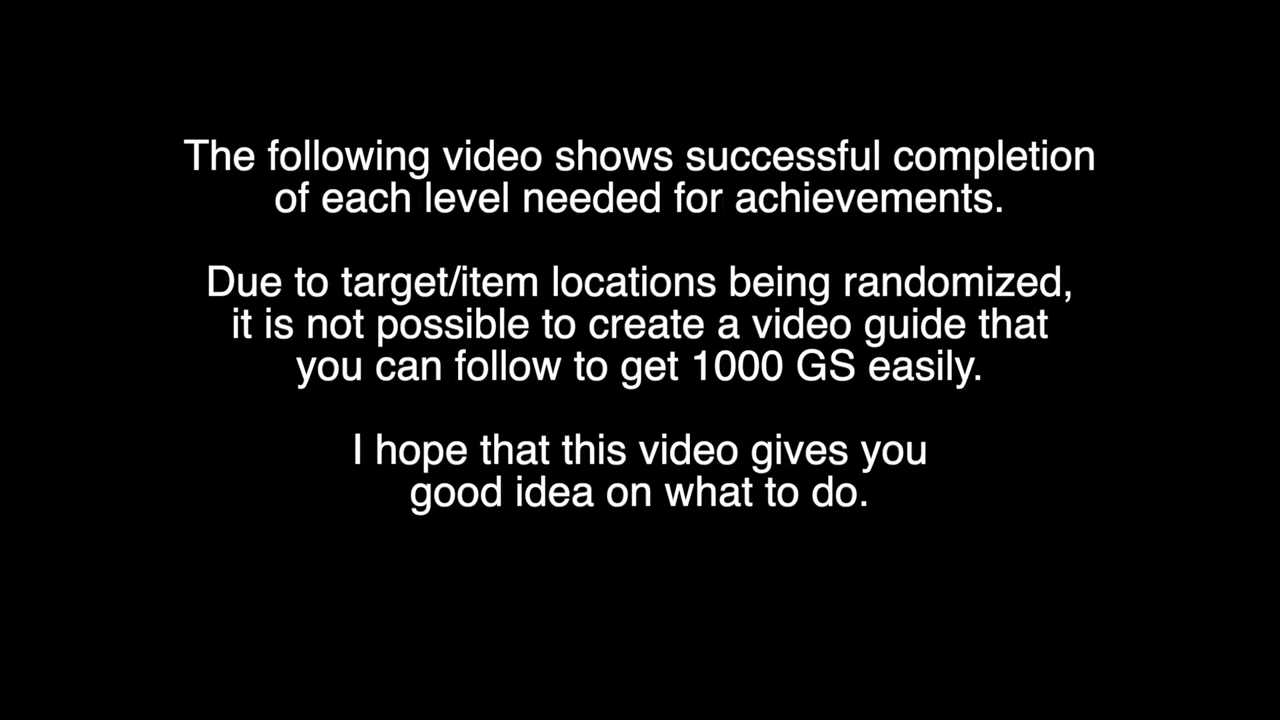 The following video shows successful completion
of each level needed for achievements.
Due to target/item locations being randomized,
it is not possible to create a video guide that
you can follow to get 1000 GS easily.
I hope that this video gives you
good idea on what to do.